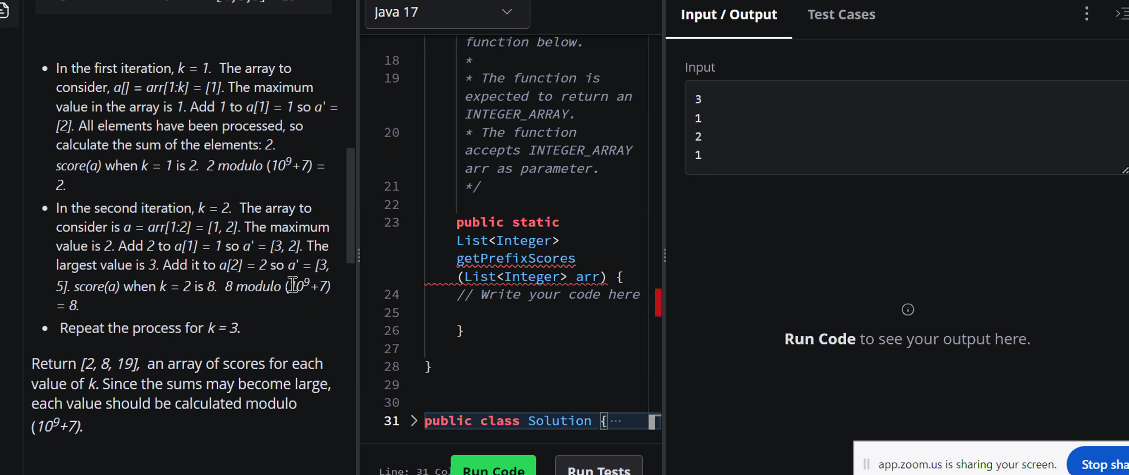 Java 17
Input / Output
Test Cases
In the first iteration, k = 1. The array to
consider, a[] = arr[1:k] = [1]. The maximum
value in the array is 1. Add 1 to a[1] = 1 so a' =
[2]. All elements have been processed, so
calculate the sum of the elements: 2.
score(a) when k = 1 is 2. 2 modulo (10⁹+7) =
2.
In the second iteration, k = 2. The array to
consider is a = arr[1:2] = [1, 2]. The maximum
value is 2. Add 2 to a[1] = 1 so a' = [3, 2]. The
largest value is 3. Add it to a[2] = 2 so a' = [3,
5]. score(a) when k = 2 is 8. 8 modulo (10⁹+7)
= 8.
Repeat the process for k = 3.
Return [2, 8, 19], an array of scores for each
value of k. Since the sums may become large,
each value should be calculated modulo
(10⁹+7).
function below.
18 *
19 * The function is
expected to return an
INTEGER_ARRAY.
20 * The function
accepts INTEGER_ARRAY
arr as parameter.
21 */
22
23 public static
List<Integer>
getPrefixScores
(List<Integer> arr) {
24 // Write your code here
25
26 }
27
28 }
29
30
31 > public class Solution {···
Line: 31 Co
Run Code
Run Tests
Input
3
1
2
1
Run Code to see your output here.
app.zoom.us is sharing your screen.
Stop sha